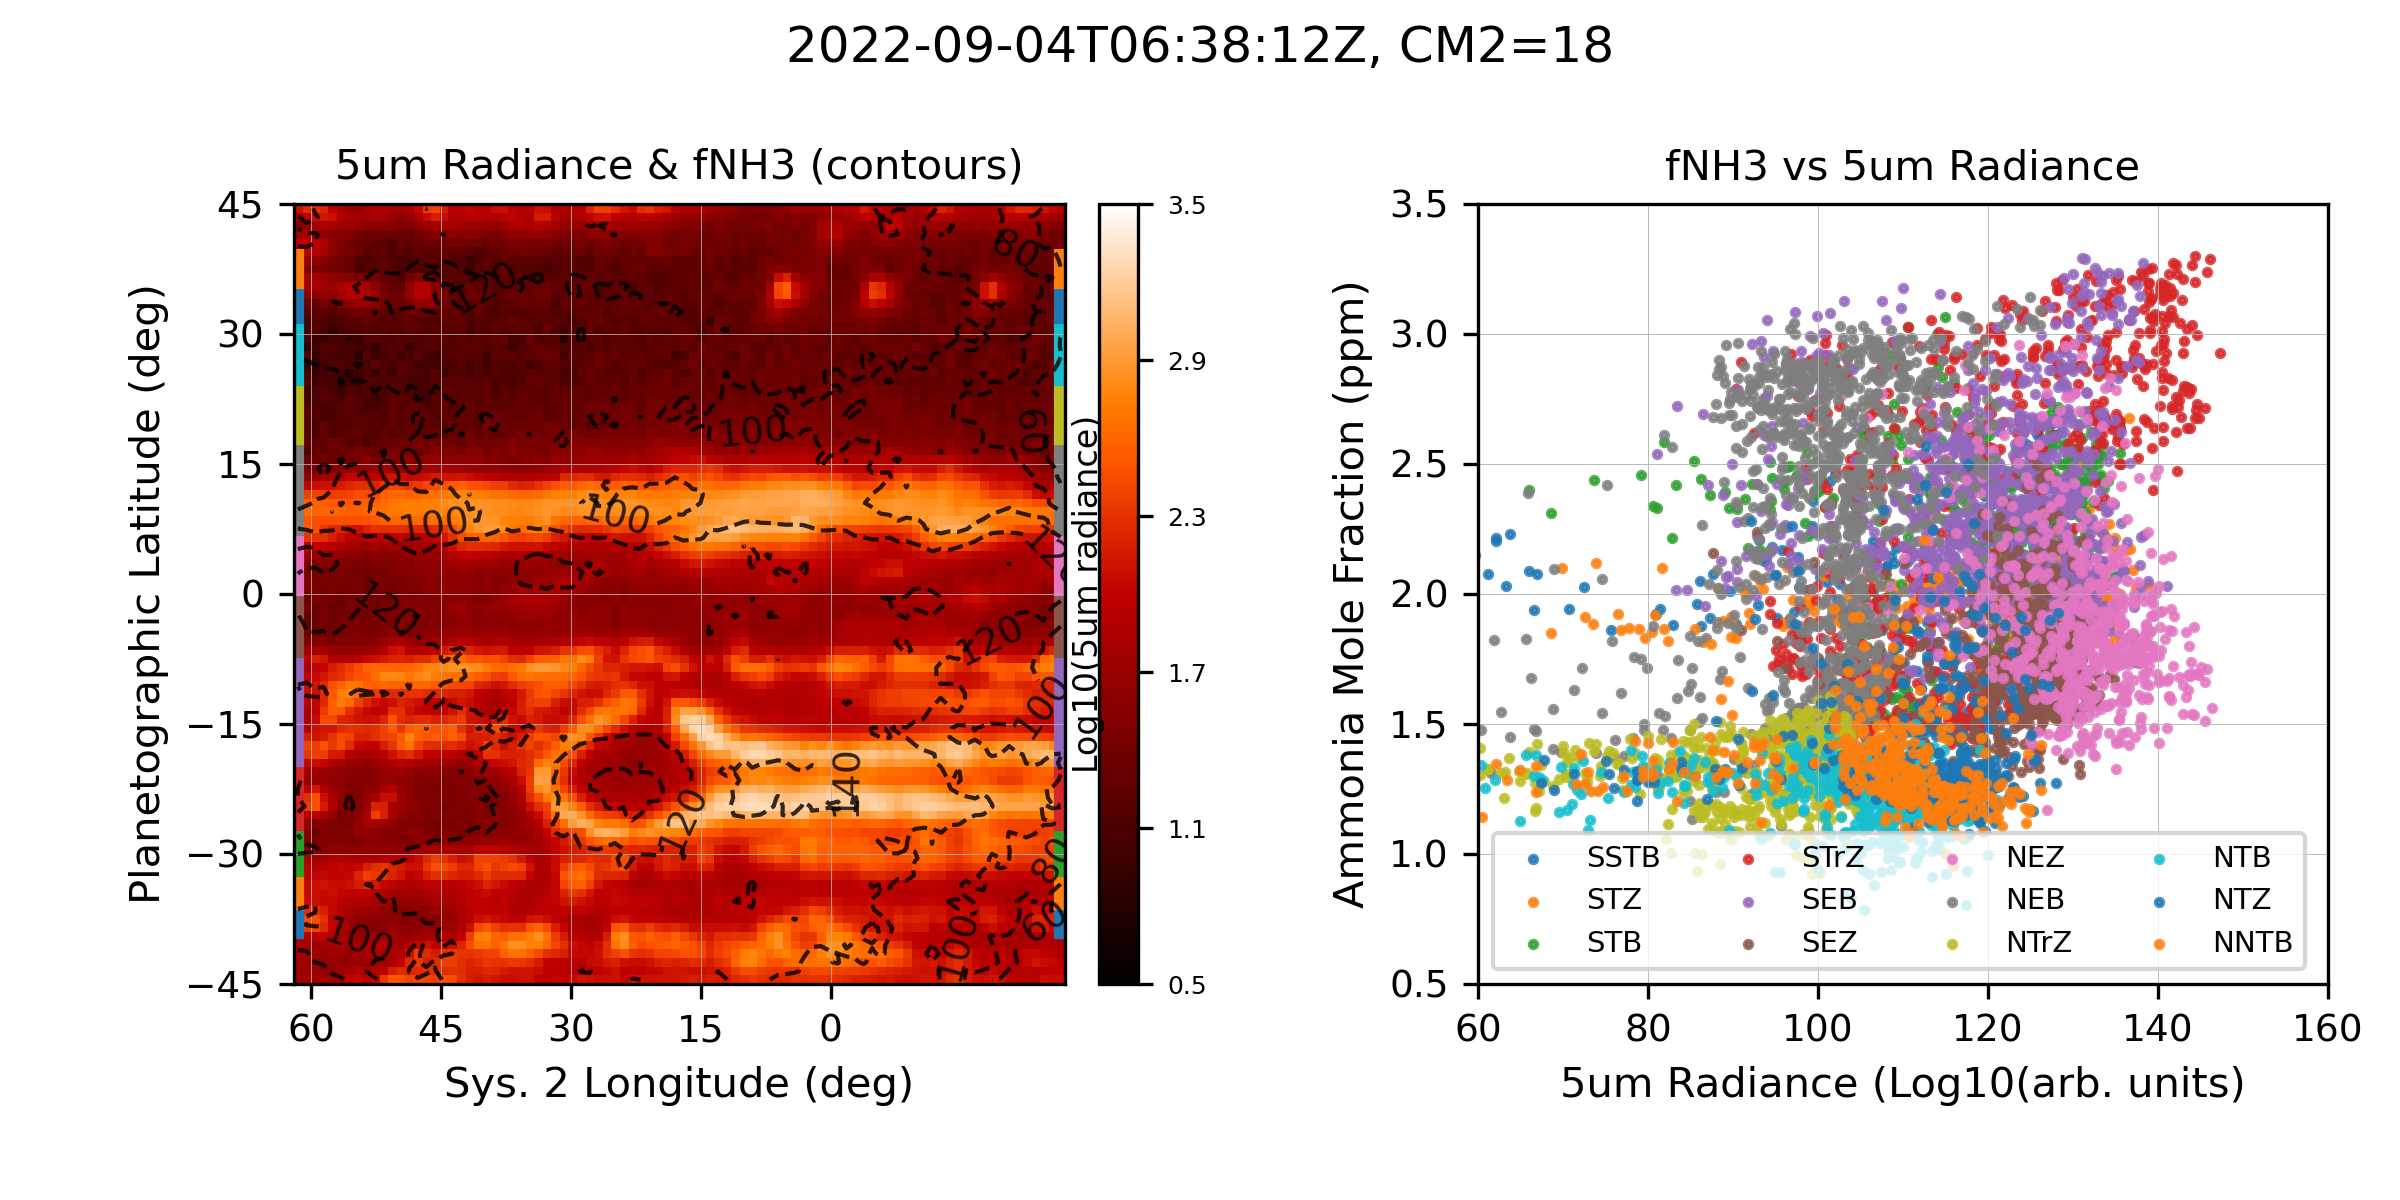 2022-09-04T06:38:12Z, CM2=18
5um Radiance & fNH3 (contours)
45
30
15
0
−15
−30
−45
Planetographic Latitude (deg)
60
45
30
15
0
Sys. 2 Longitude (deg)
80
120
100
60
100
100
100
120
120
120
100
140
120
80
60
100
100
3.5
2.9
2.3
1.7
1.1
0.5
Log10(5um radiance)
fNH3 vs 5um Radiance
3.5
3.0
2.5
2.0
1.5
1.0
0.5
Ammonia Mole Fraction (ppm)
60
80
100
120
140
160
5um Radiance (Log10(arb. units)
SSTB
STZ
STB
STrZ
SEB
SEZ
NEZ
NEB
NTrZ
NTB
NTZ
NNTB